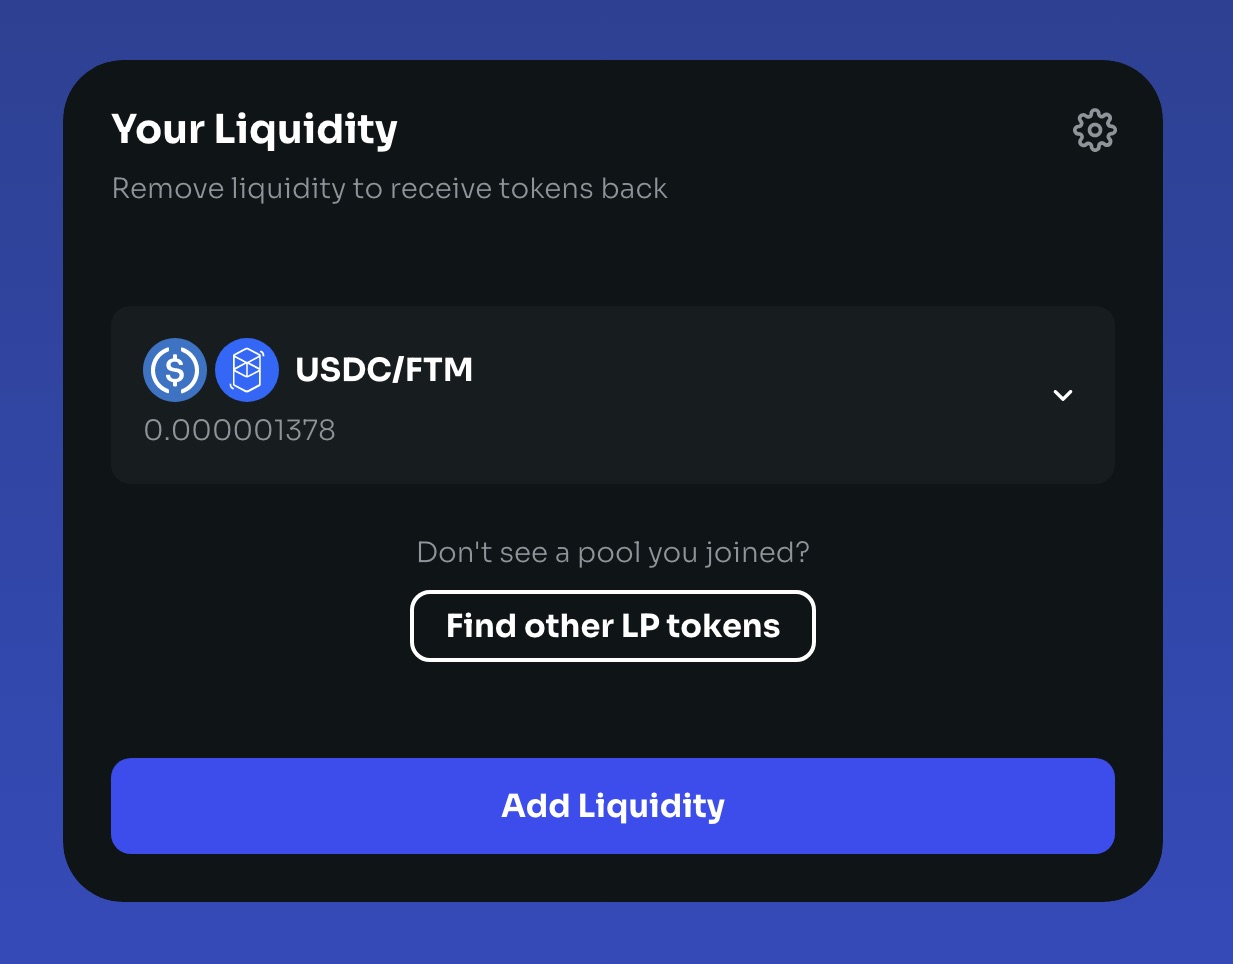 Your Liquidity
Remove liquidity to receive tokens back
USDC/FTM
0.000001378
Don't see a pool you joined?
Find other LP tokens
Add Liquidity